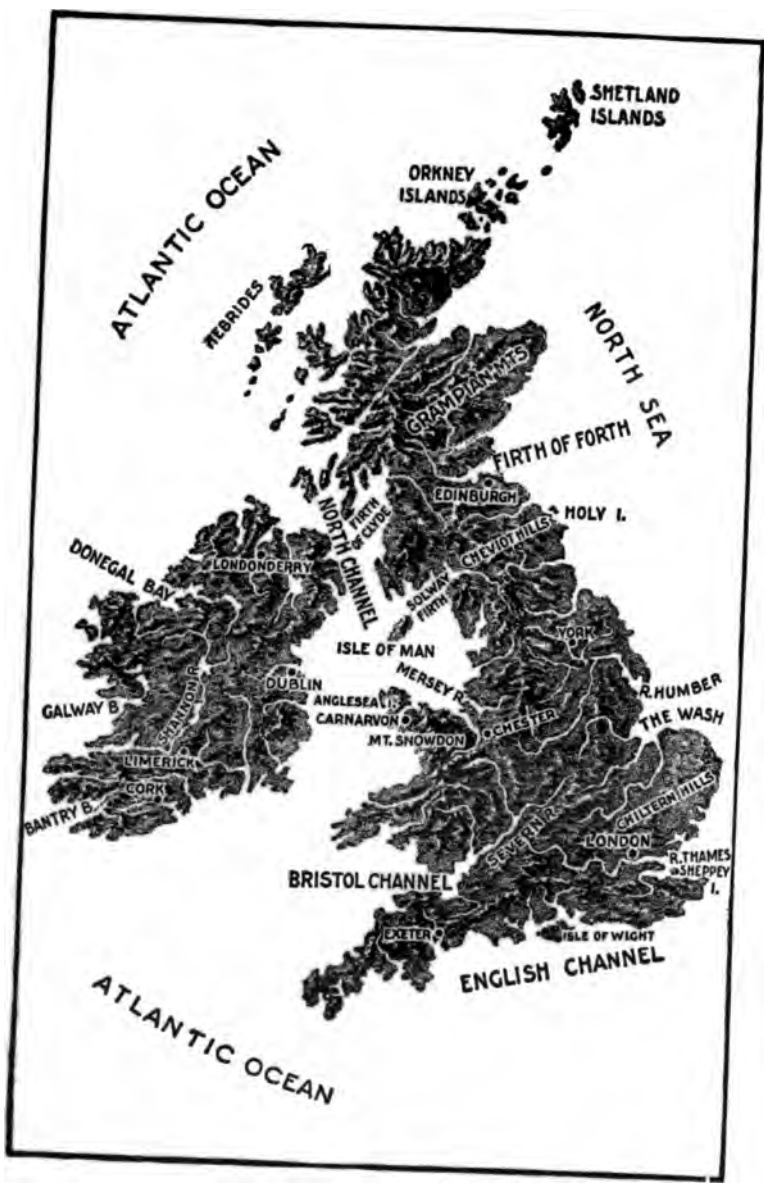 SHETLAND
ISLANDS
ORKNEY
ISLANDS
ATLANTIC OCEAN
HEBRIDES
NORTH SEA
GRAMPIAN MTS
FIRTH OF FORTH
EDINBURGH
HOLY I.
FIRTH
OF CLYDE
NORTH CHANNEL
CHEVIOT HILLS
LONDONDERRY
DONEGAL BAY
SOLWAY
FIRTH
ISLE OF MAN
YORK
MERSEY R.
R. HUMBER
DUBLIN
SHANNON R.
GALWAY B
ANGLESEA I.
CARNARVON
CHESTER
THE WASH
MT. SNOWDON
LIMERICK
CORK
BANTRY B.
CHILTERN HILLS
SEVERN R.
LONDON
R. THAMES
SHEPPEY
I.
BRISTOL CHANNEL
EXETER
ISLE OF WIGHT
ENGLISH CHANNEL
ATLANTIC OCEAN